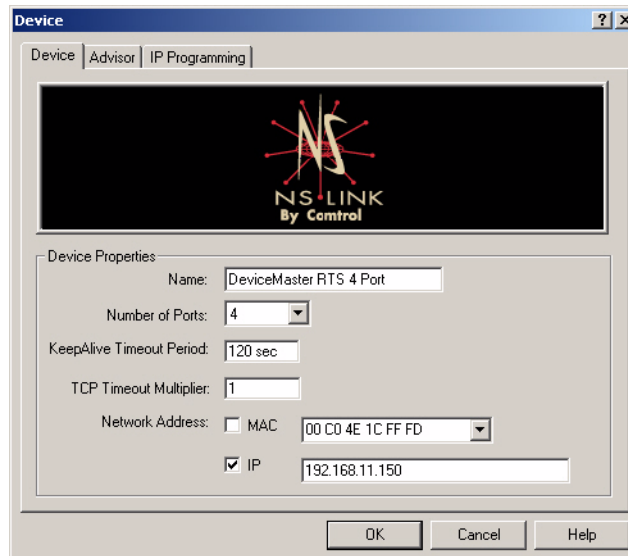 Device
Device Advisor IP Programming
NS
NS·LINK
By Comtrol
Device Properties
Name: DeviceMaster RTS 4 Port
Number of Ports: 4
KeepAlive Timeout Period: 120 sec
TCP Timeout Multiplier: 1
Network Address: MAC 00 C0 4E 1C FF FD
IP 192.168.11.150
OK Cancel Help